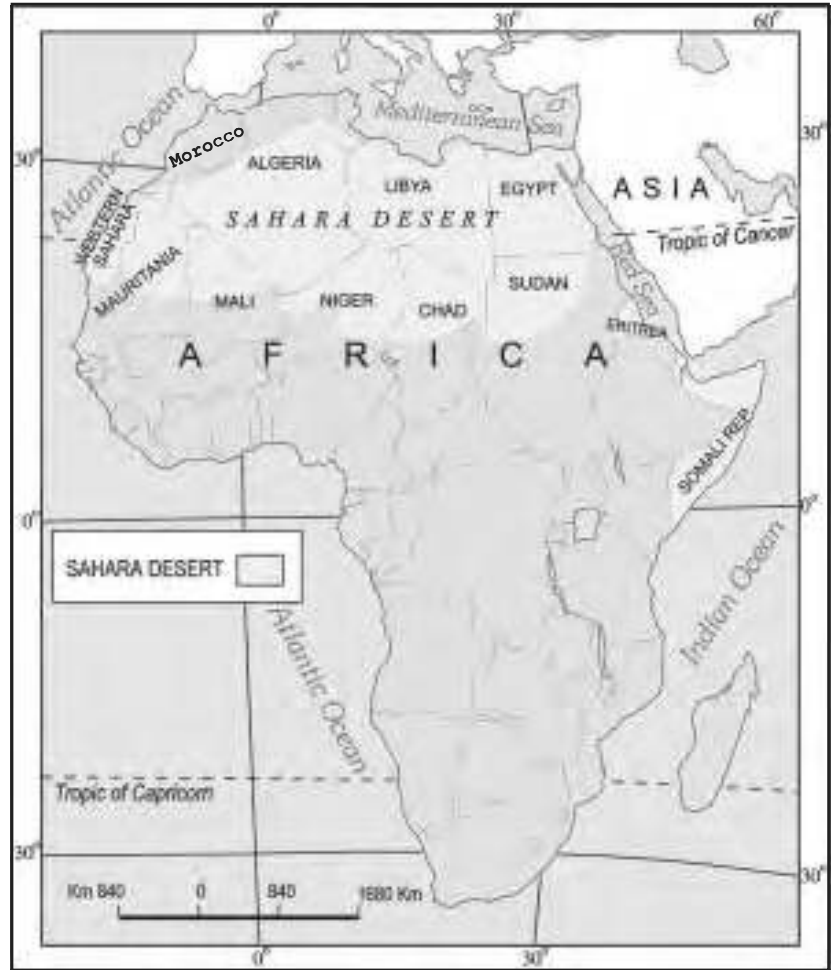 0°
30°
60°
Atlantic Ocean
Mediterranean Sea
30°
30°
Morocco
ALGERIA
LIBYA
EGYPT
ASIA
SAHARA DESERT
Tropic of Cancer
WESTERN
SAHARA
MAURITANIA
Red Sea
MALI
NIGER
CHAD
SUDAN
ERITREA
AFRICA
SOMALI REP.
0°
0°
SAHARA DESERT
Atlantic Ocean
Indian Ocean
Tropic of Capricorn
30°
30°
Km 840 0 840 1680 Km
0°
30°